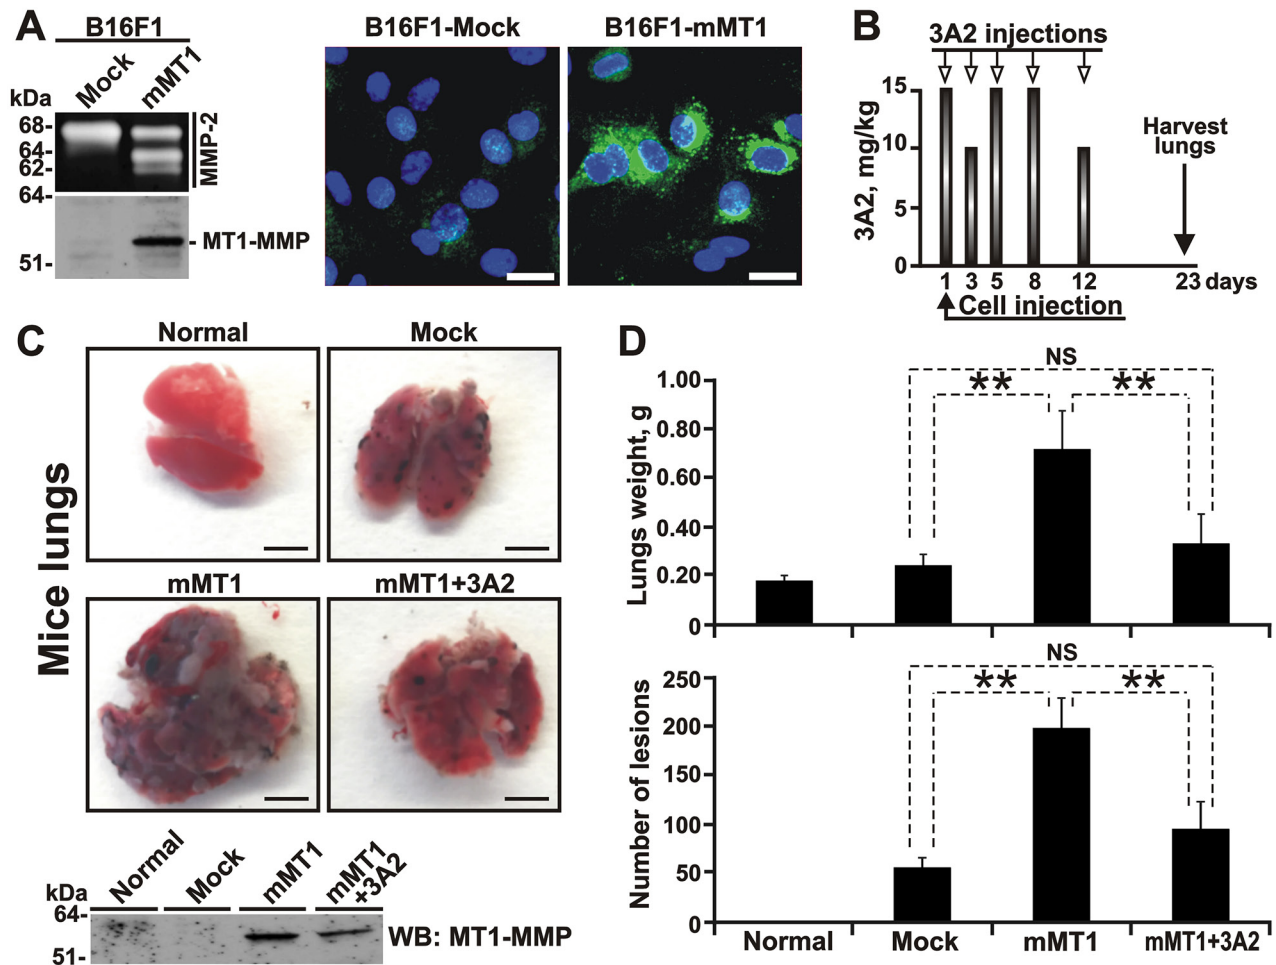 A
B16F1
Mock
mMT1
kDa
68-
64-
62-
64-
51-
MMP-2
- MT1-MMP
B16F1-Mock
B16F1-mMT1
B
3A2 injections
3A2, mg/kg
15
10
5
0
1 3 5 8 12 23 days
Harvest
lungs
Cell injection
C
Mice lungs
Normal
Mock
mMT1
mMT1+3A2
Normal
Mock
mMT1
mMT1
+3A2
kDa
64-
51-
WB: MT1-MMP
D
Lungs weight, g
1.00
0.80
0.60
0.40
0.20
0
NS
** **
Number of lesions
250
200
150
100
50
0
NS
** **
Normal Mock mMT1 mMT1+3A2